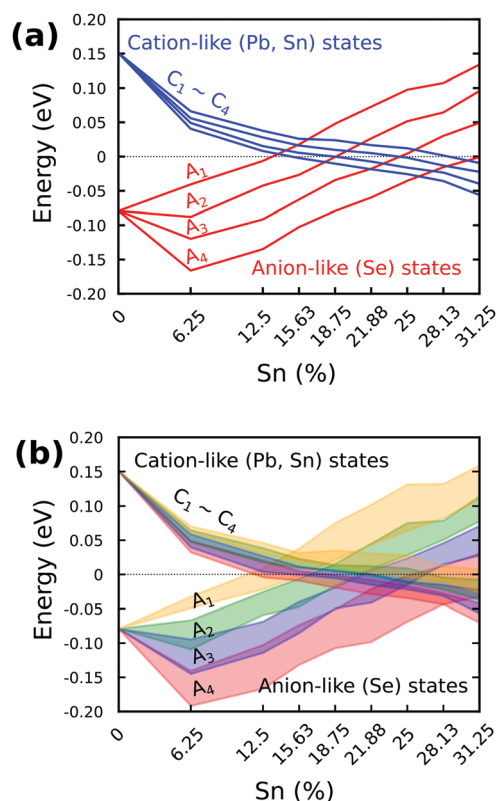 (a)
0.20
0.15
0.10
0.05
0
-0.05
-0.10
-0.15
-0.20
Energy (eV)
Cation-like (Pb, Sn) states
C1 ~ C4
A1
A2
A3
A4
Anion-like (Se) states
0
6.25
12.5
15.63
18.75
21.88
25
28.13
31.25
Sn (%)
(b)
0.20
0.15
0.10
0.05
0
-0.05
-0.10
-0.15
-0.20
Energy (eV)
Cation-like (Pb, Sn) states
C1 ~ C4
A1
A2
A3
A4
Anion-like (Se) states
0
6.25
12.5
15.63
18.75
21.88
25
28.13
31.25
Sn (%)